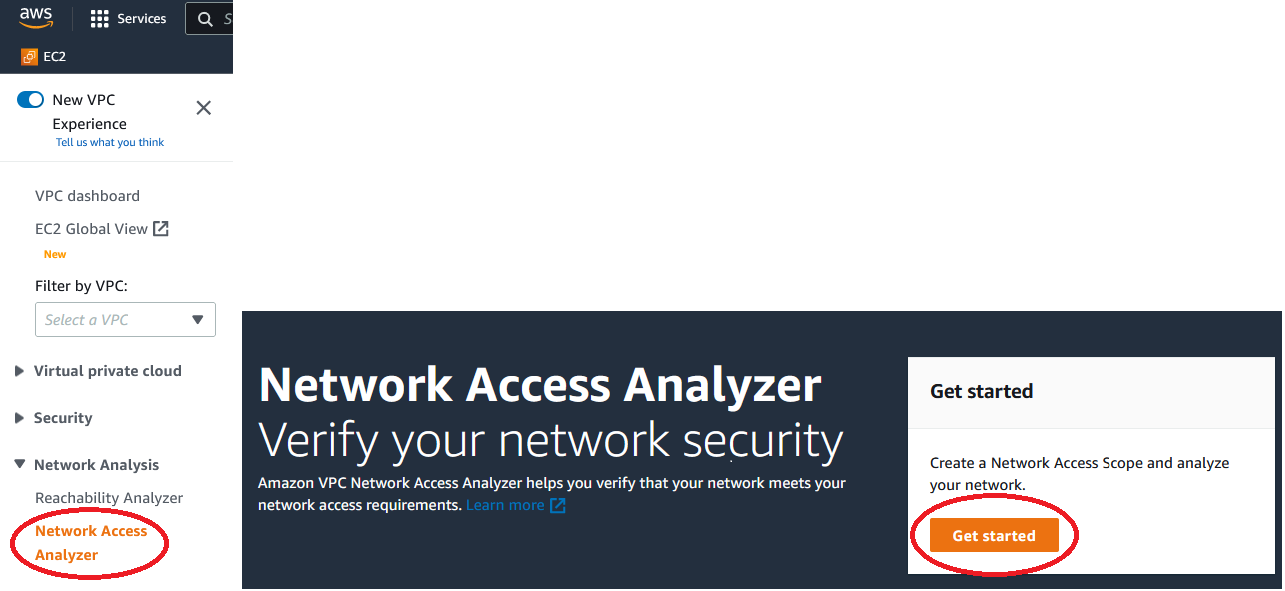 aws
Services
EC2
New VPC
Experience
Tell us what you think
VPC dashboard
EC2 Global View
New
Filter by VPC:
Select a VPC
Virtual private cloud
Security
Network Analysis
Reachability Analyzer
Network Access
Analyzer
Network Access Analyzer
Verify your network security
Amazon VPC Network Access Analyzer helps you verify that your network meets your
network access requirements. Learn more
Get started
Create a Network Access Scope and analyze
your network.
Get started